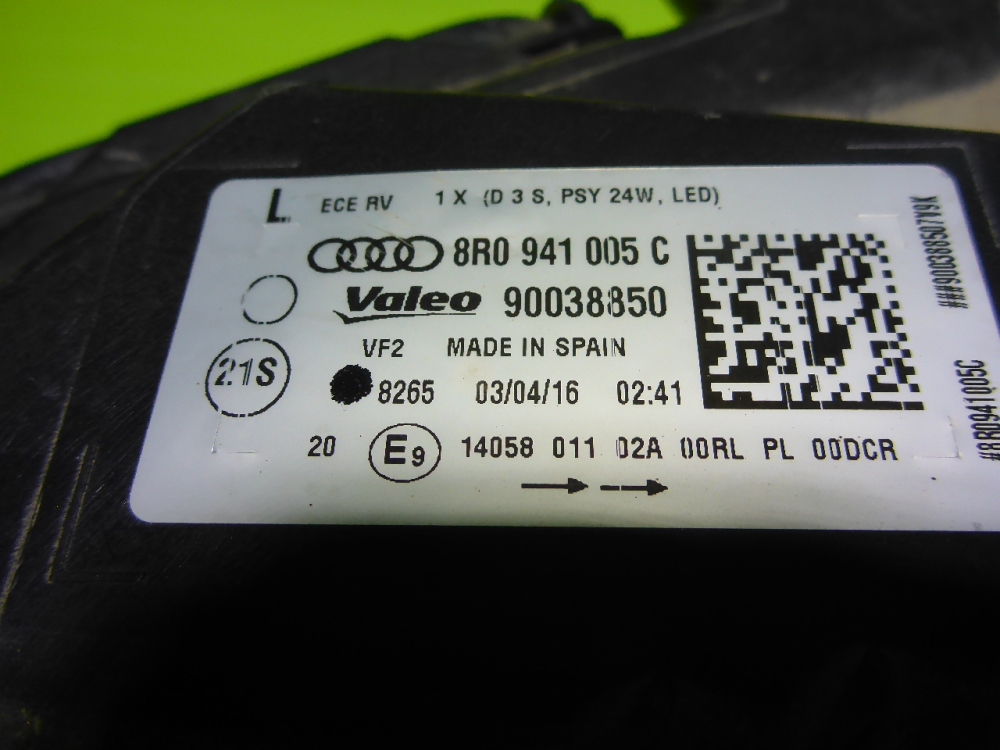 L ECE RV 1 X (D 3 S, PSY 24W, LED)
8R0 941 005 C
Valeo 90038850
VF2 MADE IN SPAIN
21S
8265 03/04/16 02:41
20 E9 14058 011 02A 00RL PL 00DCR
###900388507V9X
#8R0941005C